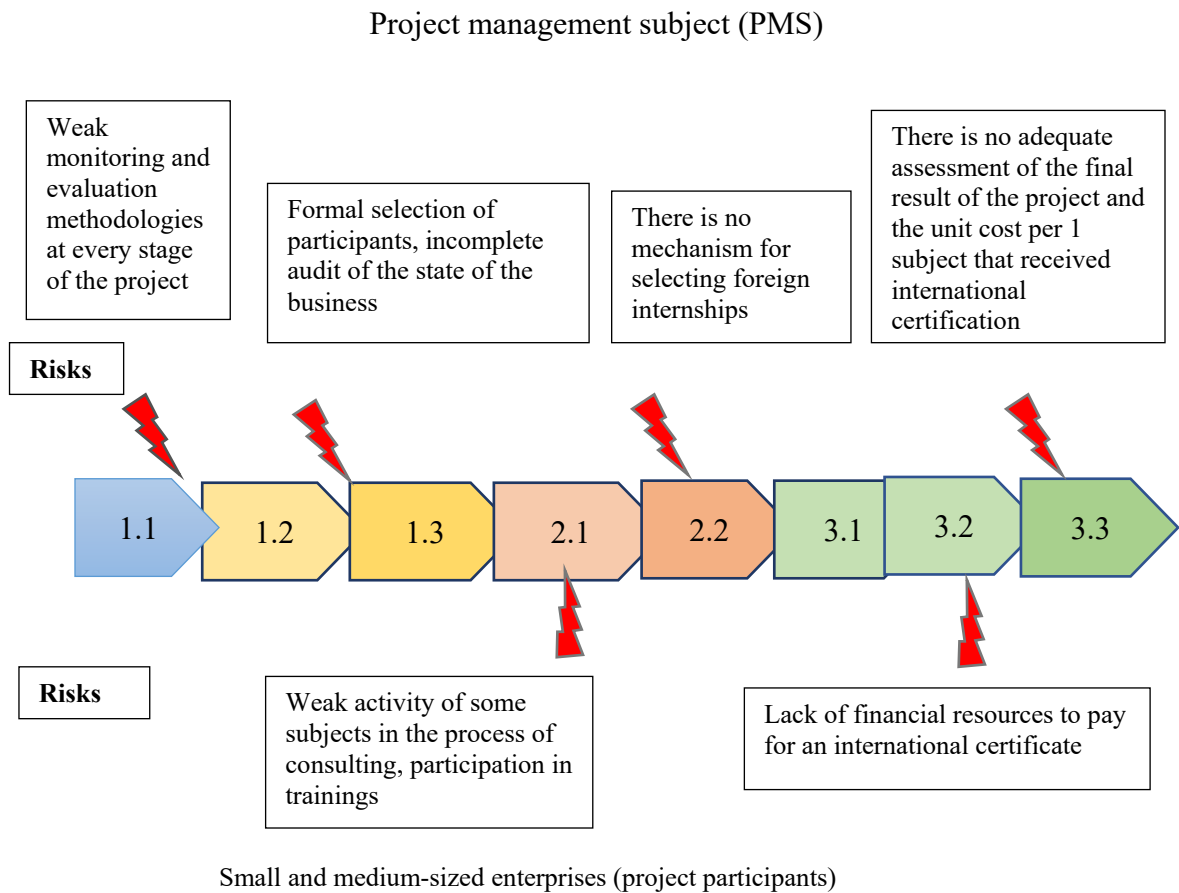 Project management subject (PMS)
Weak
monitoring and
evaluation
methodologies
at every stage
of the project
Formal selection of
participants, incomplete
audit of the state of the
business
There is no
mechanism for
selecting foreign
internships
There is no adequate
assessment of the final
result of the project and
the unit cost per 1
subject that received
international
certification
Risks
1.1
1.2
1.3
2.1
2.2
3.1
3.2
3.3
Risks
Weak activity of some
subjects in the process of
consulting, participation in
trainings
Lack of financial resources to pay
for an international certificate
Small and medium-sized enterprises (project participants)